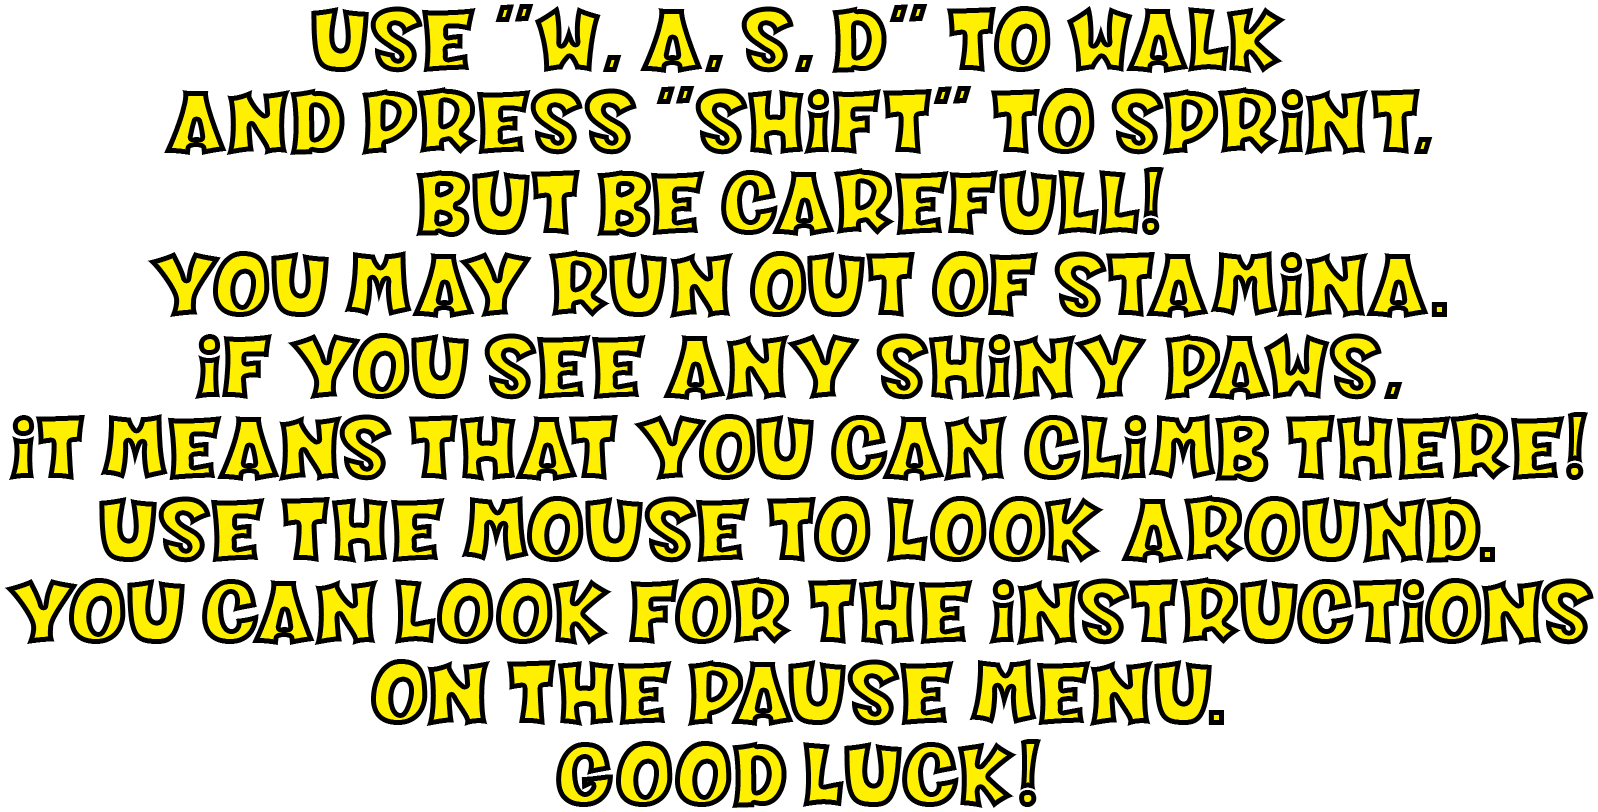 USE "W, A, S, D" TO WALK
AND PRESS "SHiFT" TO SPRiNT,
BUT BE CAREFULL!
YOU MAY RUN OUT OF STAMiNA.
iF YOU SEE ANY SHiNY PAWS,
iT MEANS THAT YOU CAN CLiMB THERE!
USE THE MOUSE TO LOOK AROUND.
YOU CAN LOOK FOR THE iNSTRUCTiONS
ON THE PAUSE MENU.
GOOD LUCK!